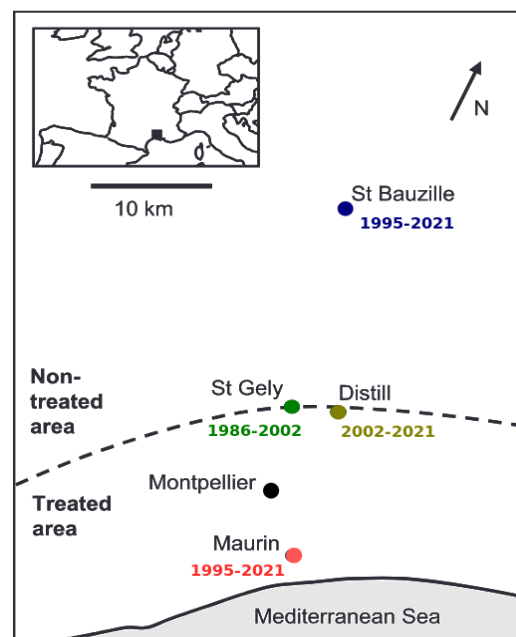 N
10 km
St Bauzille
1995-2021
Non-
treated
area
St Gely
Distill
1986-2002
2002-2021
Treated
area
Montpellier
Maurin
1995-2021
Mediterranean Sea